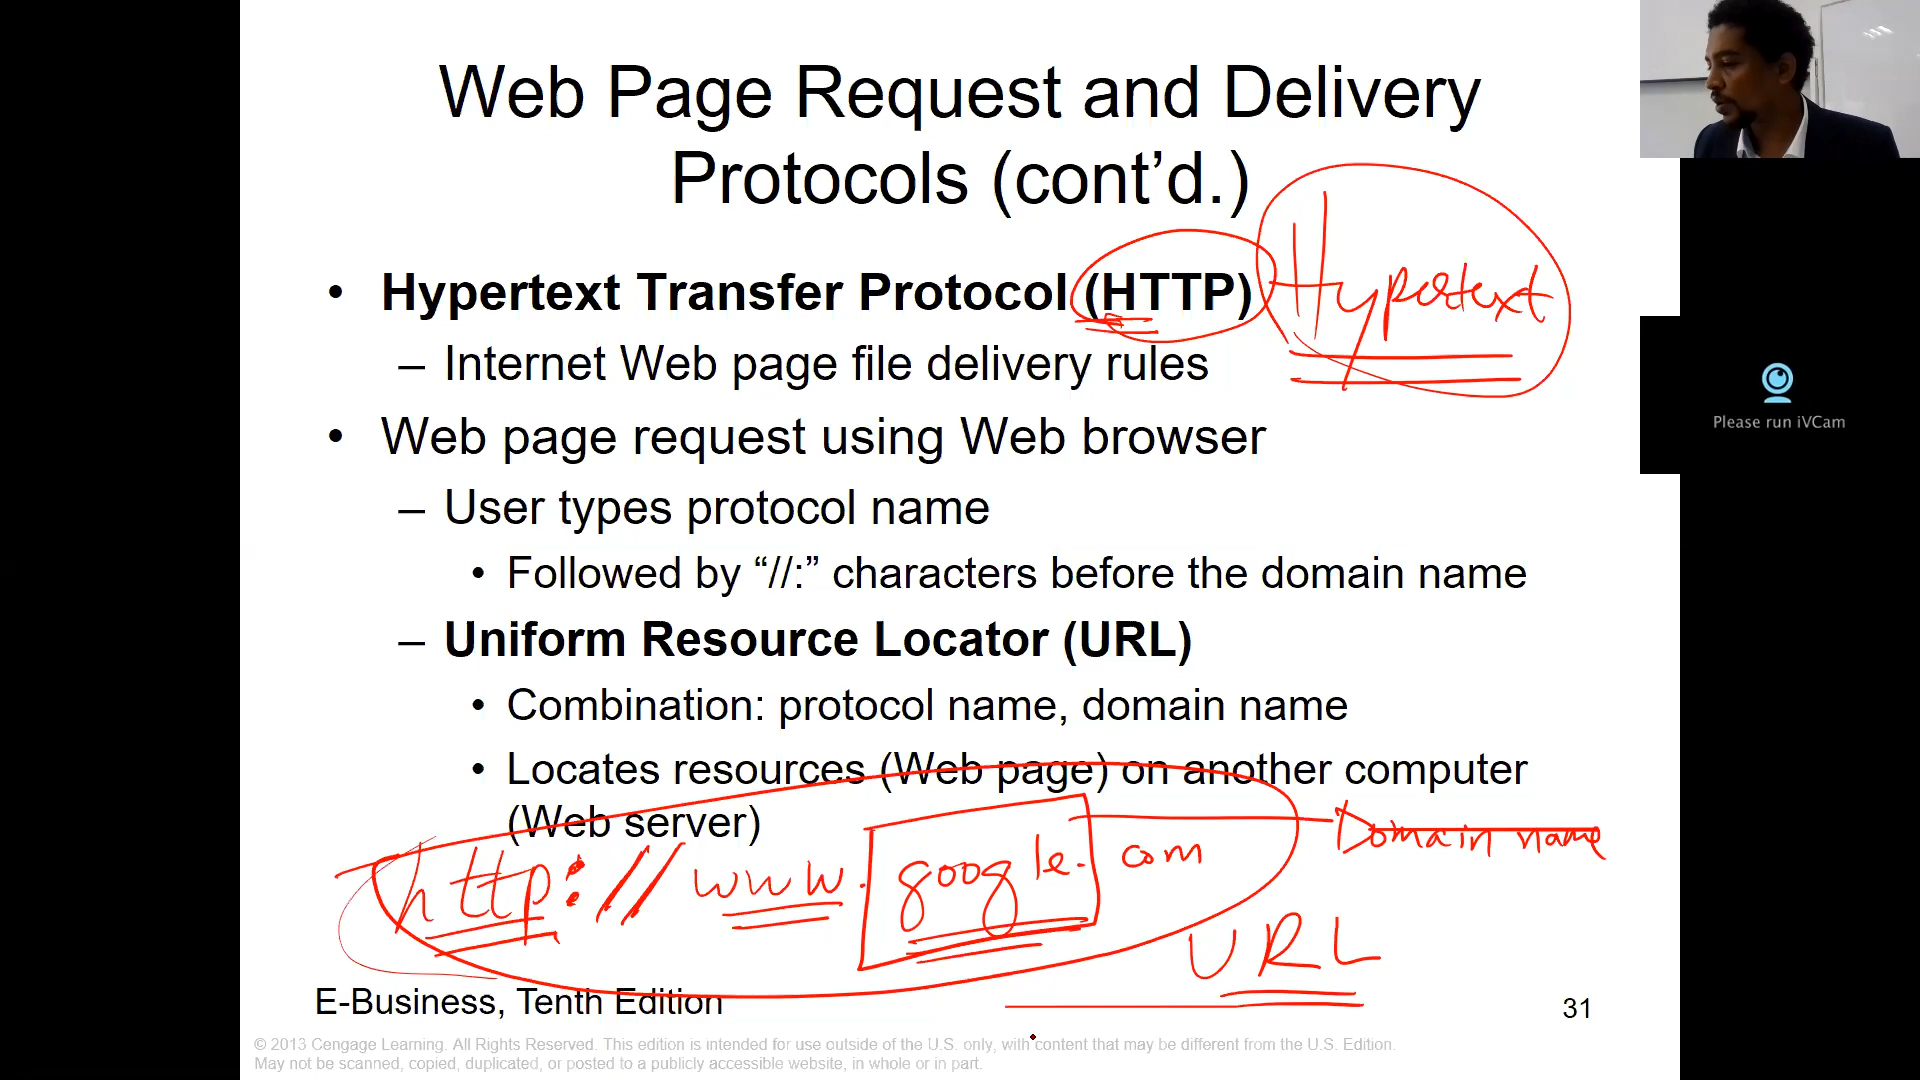 Web Page Request and Delivery
Protocols (cont’d.)
Hypertext
• Hypertext Transfer Protocol (HTTP)
– Internet Web page file delivery rules
• Web page request using Web browser
– User types protocol name
• Followed by “//:” characters before the domain name
– Uniform Resource Locator (URL)
• Combination: protocol name, domain name
• Locates resources (Web page) on another computer
(Web server)
http://www.google.com
Domain name
URL
E-Business, Tenth Edition
31
© 2013 Cengage Learning. All Rights Reserved. This edition is intended for use outside of the U.S. only, with content that may be different from the U.S. Edition.
May not be scanned, copied, duplicated, or posted to a publicly accessible website, in whole or in part.
Please run iVCam